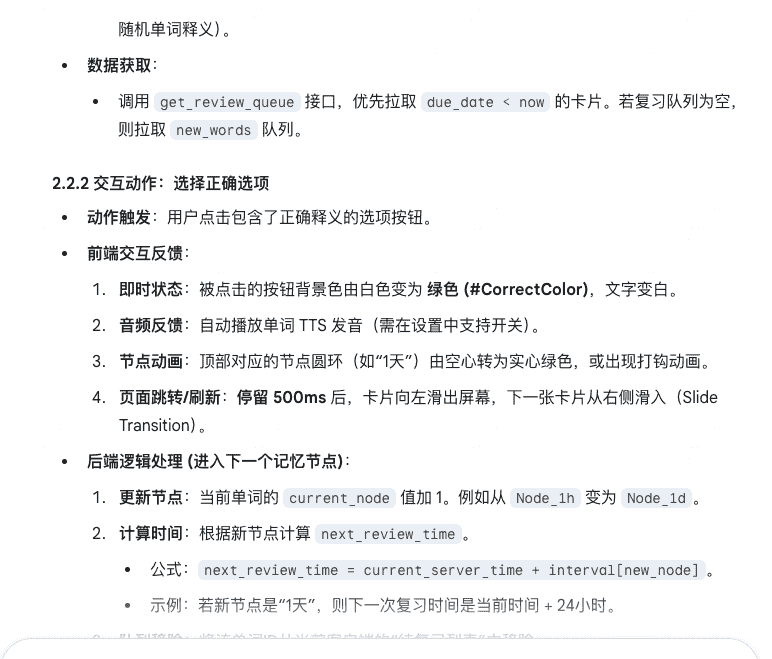 随机单词释义)。
• 数据获取:
• 调用 get_review_queue 接口，优先拉取 due_date < now 的卡片。若复习队列为空，
则拉取 new_words 队列。
2.2.2 交互动作：选择正确选项
• 动作触发：用户点击包含了正确释义的选项按钮。
• 前端交互反馈:
1. 即时状态：被点击的按钮背景色由白色变为 绿色 (#CorrectColor)，文字变白。
2. 音频反馈：自动播放单词 TTS 发音（需在设置中支持开关）。
3. 节点动画：顶部对应的节点圆环（如“1天”）由空心转为实心绿色，或出现打钩动画。
4. 页面跳转/刷新：停留 500ms 后，卡片向左滑出屏幕，下一张卡片从右侧滑入（Slide
Transition）。
• 后端逻辑处理 (进入下一个记忆节点):
1. 更新节点：当前单词的 current_node 值加 1。例如从 Node_1h 变为 Node_1d 。
2. 计算时间：根据新节点计算 next_review_time 。
• 公式： next_review_time = current_server_time + interval[new_node] 。
• 示例：若新节点是“1天”，则下一次复习时间是当前时间 + 24小时。